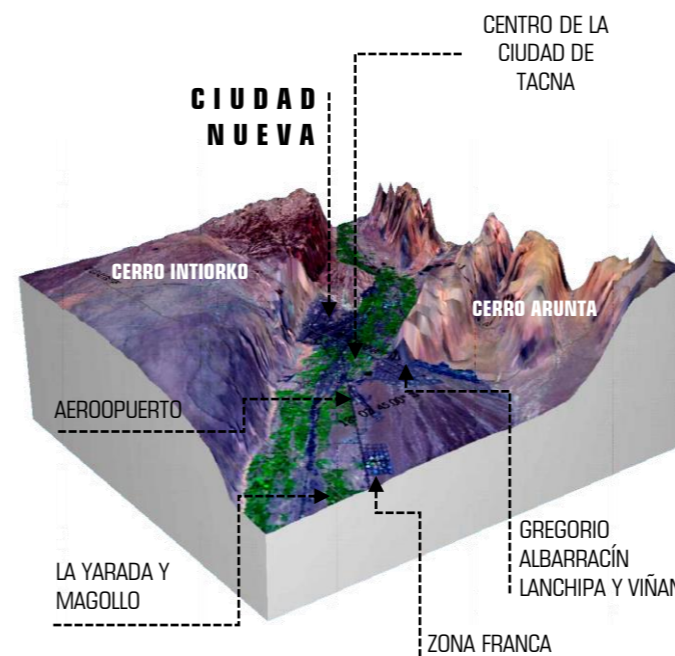 CENTRO DE LA
CIUDAD DE
TACNA
CIUDAD
NUEVA
CERRO INTIORKO
CERRO ARUNTA
AEROOPUERTO
LA YARADA Y
MAGOLLO
GREGORIO
ALBARRACÍN
LANCHIPA Y VIÑAN
ZONA FRANCA